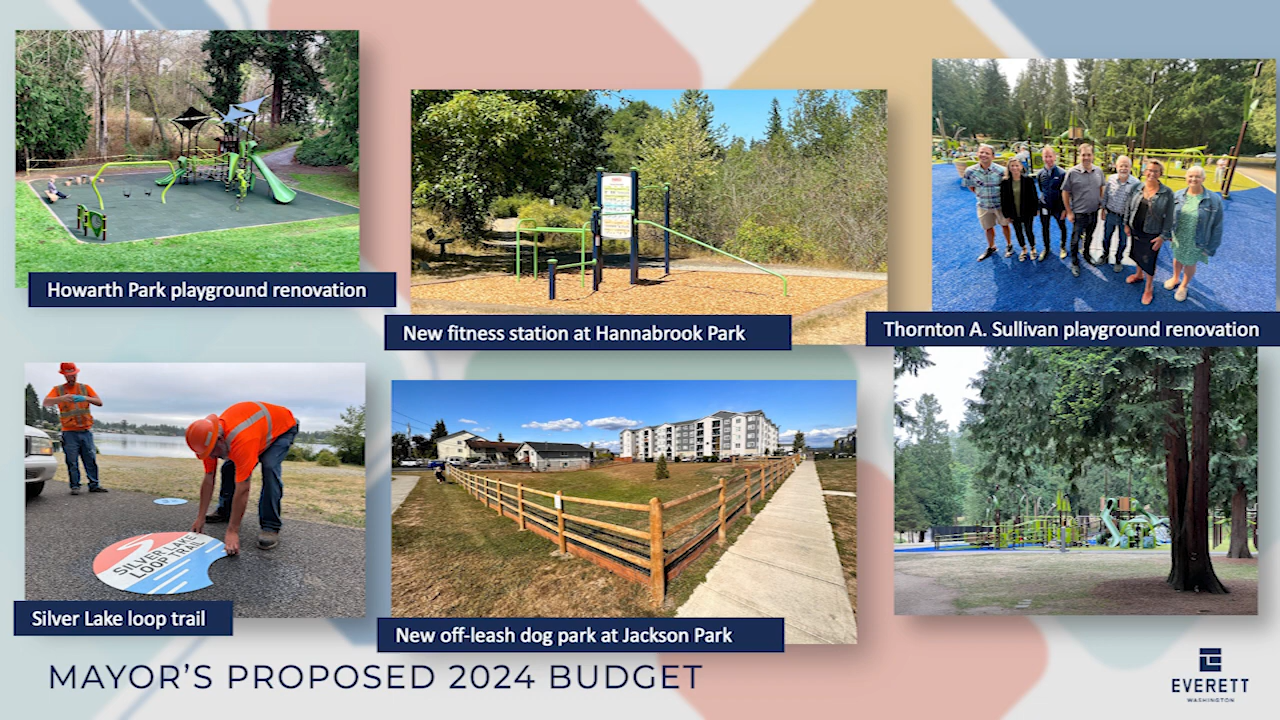 Howarth Park playground renovation
New fitness station at Hannabrook Park
Thornton A. Sullivan playground renovation
SILVER LAKE
LOOP TRAIL
Silver Lake loop trail
New off-leash dog park at Jackson Park
MAYOR'S PROPOSED 2024 BUDGET
EVERETT
WASHINGTON